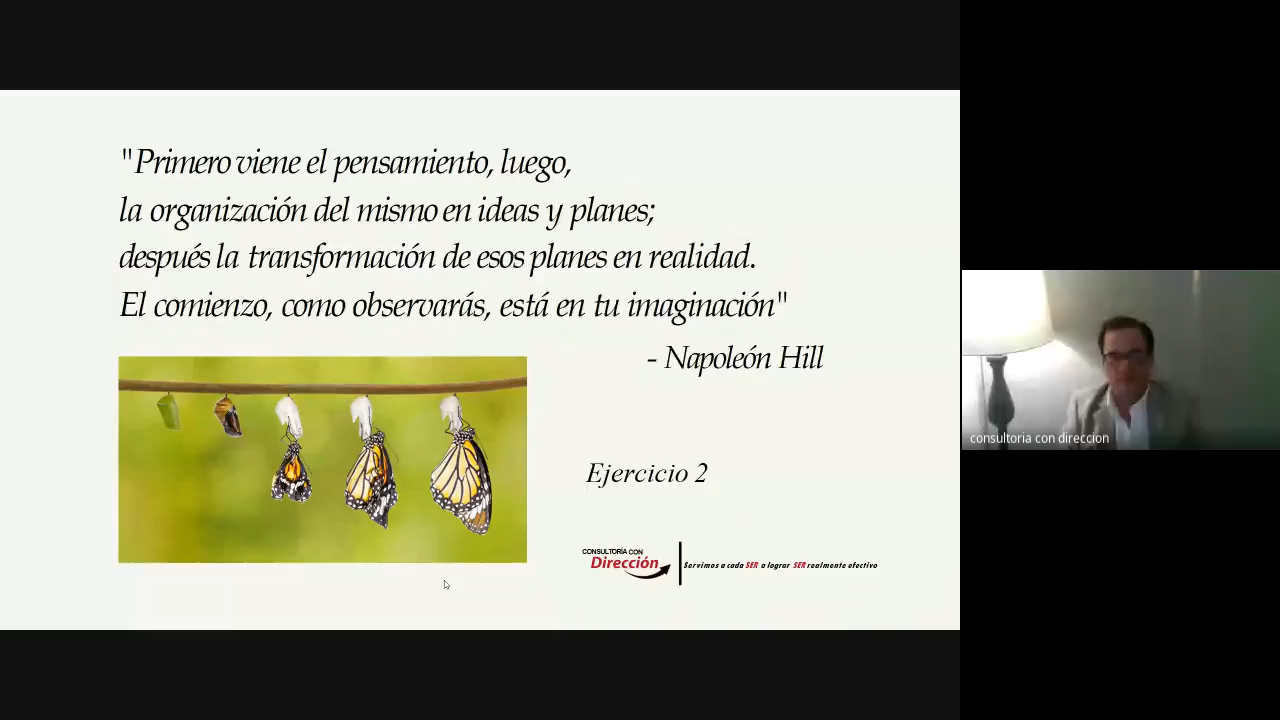 "Primero viene el pensamiento, luego,
la organización del mismo en ideas y planes;
después la transformación de esos planes en realidad.
El comienzo, como observarás, está en tu imaginación"
- Napoleón Hill
Ejercicio 2
CONSULTORÍA CON
Dirección
Servimos a cada SER a lograr SER realmente efectivo
consultoria con direccion